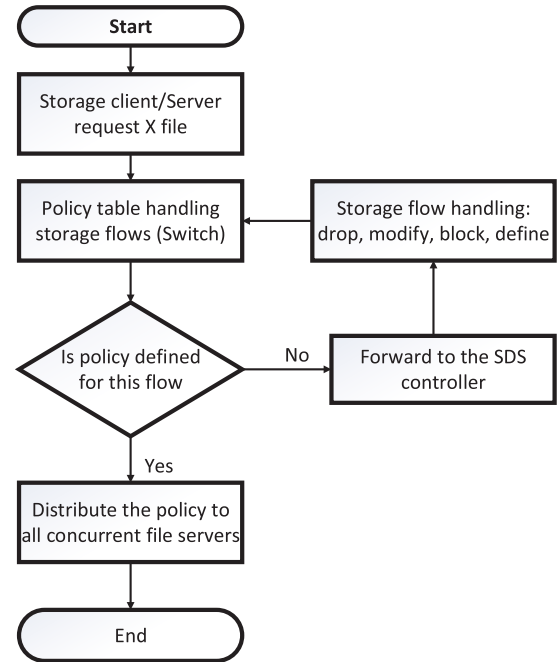 Start
Storage client/Server
request X file
Policy table handling
storage flows (Switch)
Storage flow handling:
drop, modify, block, define
Is policy defined
for this flow
No
Forward to the SDS
controller
Yes
Distribute the policy to
all concurrent file servers
End